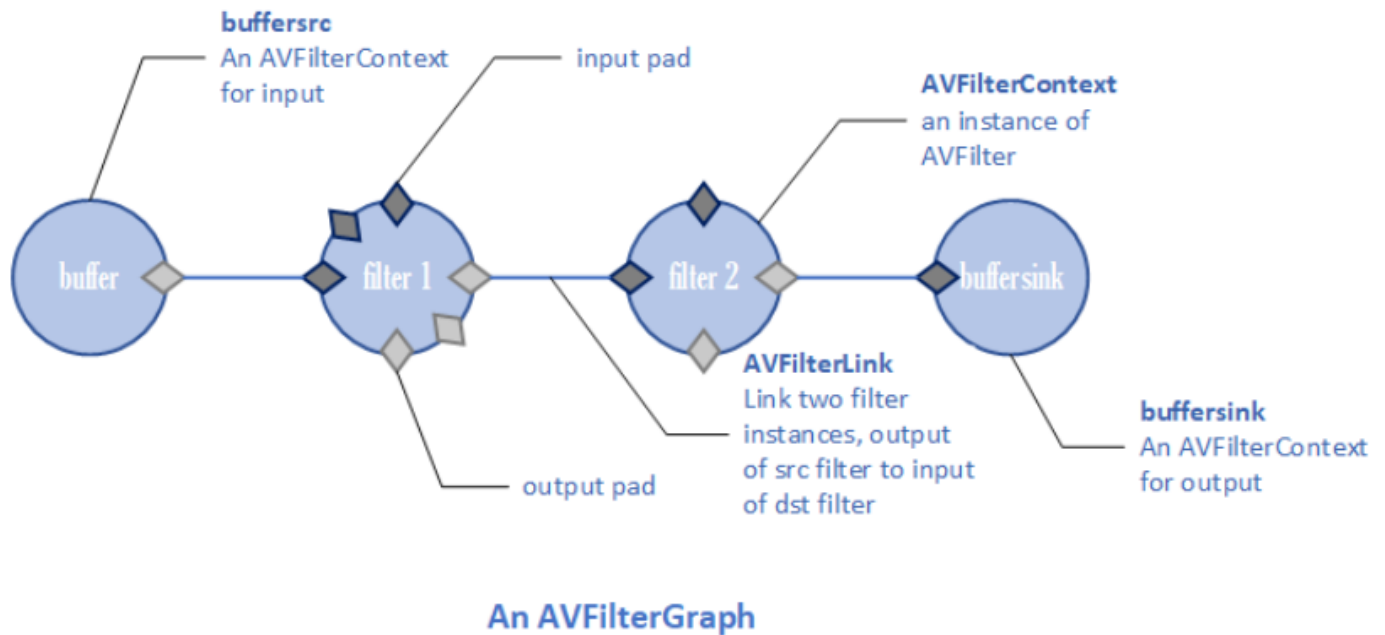 buffersrc
An AVFilterContext
for input
input pad
AVFilterContext
an instance of
AVFilter
buffer
filter 1
filter 2
buffersink
AVFilterLink
Link two filter
instances, output
of src filter to input
of dst filter
output pad
buffersink
An AVFilterContext
for output
An AVFilterGraph